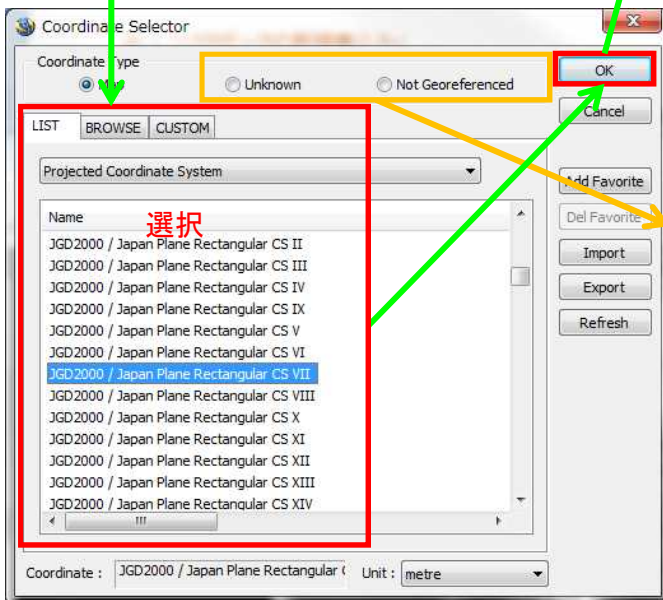 Coordinate Selector
Coordinate Type
Unknown
Not Georeferenced
OK
Cancel
LIST
BROWSE
CUSTOM
Projected Coordinate System
Add Favorite
Del Favorite
Import
Export
Refresh
Name
選択
JGD2000 / Japan Plane Rectangular CS II
JGD2000 / Japan Plane Rectangular CS III
JGD2000 / Japan Plane Rectangular CS IV
JGD2000 / Japan Plane Rectangular CS IX
JGD2000 / Japan Plane Rectangular CS V
JGD2000 / Japan Plane Rectangular CS VI
JGD2000 / Japan Plane Rectangular CS VII
JGD2000 / Japan Plane Rectangular CS VIII
JGD2000 / Japan Plane Rectangular CS X
JGD2000 / Japan Plane Rectangular CS XI
JGD2000 / Japan Plane Rectangular CS XII
JGD2000 / Japan Plane Rectangular CS XIII
JGD2000 / Japan Plane Rectangular CS XIV
Coordinate : JGD2000 / Japan Plane Rectangular
Unit : metre